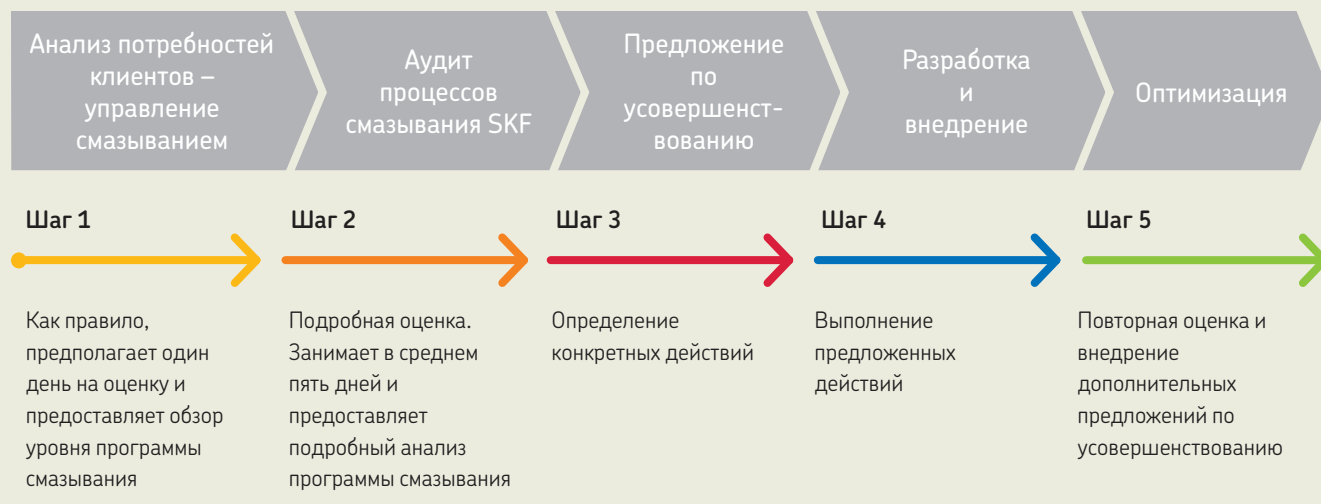 Анализ потребностей
клиентов –
управление
смазыванием
Аудит
процессов
смазывания SKF
Предложение
по
усовершенст-
вованию
Разработка
и
внедрение
Оптимизация
Шаг 1
Как правило,
предполагает один
день на оценку и
предоставляет обзор
уровня программы
смазывания
Шаг 2
Подробная оценка.
Занимает в среднем
пять дней и
предоставляет
подробный анализ
программы смазывания
Шаг 3
Определение
конкретных действий
Шаг 4
Выполнение
предложенных
действий
Шаг 5
Повторная оценка и
внедрение
дополнительных
предложений по
усовершенствованию